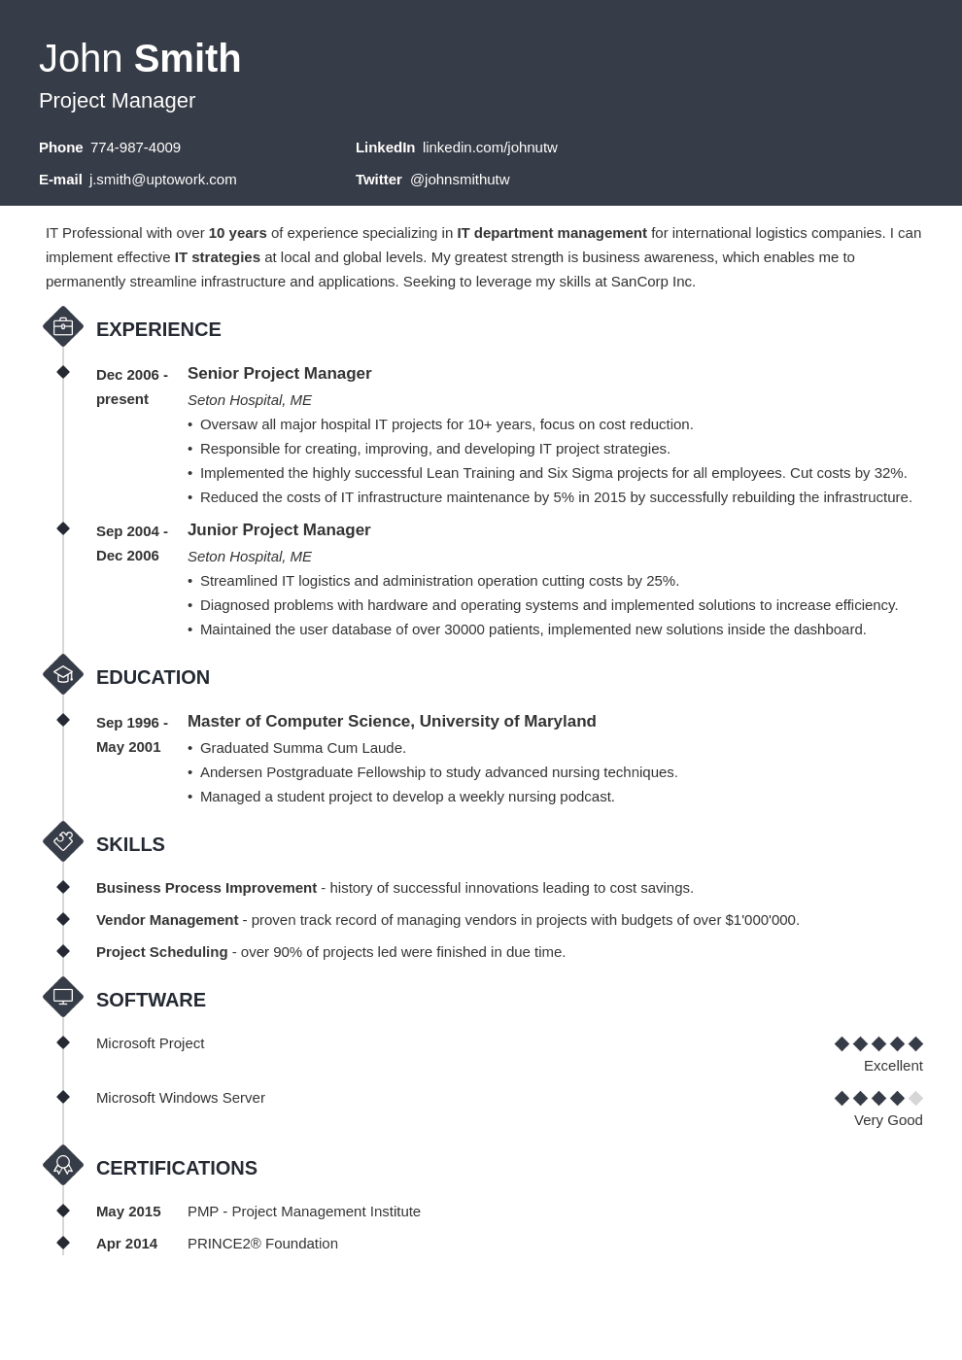 John Smith
Project Manager
Phone 774-987-4009 LinkedIn linkedin.com/johnutw
E-mail j.smith@uptowork.com Twitter @johnsmithutw
IT Professional with over 10 years of experience specializing in IT department management for international logistics companies. I can
implement effective IT strategies at local and global levels. My greatest strength is business awareness, which enables me to
permanently streamline infrastructure and applications. Seeking to leverage my skills at SanCorp Inc.
EXPERIENCE
Dec 2006 - present
Senior Project Manager
Seton Hospital, ME
• Oversaw all major hospital IT projects for 10+ years, focus on cost reduction.
• Responsible for creating, improving, and developing IT project strategies.
• Implemented the highly successful Lean Training and Six Sigma projects for all employees. Cut costs by 32%.
• Reduced the costs of IT infrastructure maintenance by 5% in 2015 by successfully rebuilding the infrastructure.
Sep 2004 - Dec 2006
Junior Project Manager
Seton Hospital, ME
• Streamlined IT logistics and administration operation cutting costs by 25%.
• Diagnosed problems with hardware and operating systems and implemented solutions to increase efficiency.
• Maintained the user database of over 30000 patients, implemented new solutions inside the dashboard.
EDUCATION
Sep 1996 - May 2001
Master of Computer Science, University of Maryland
• Graduated Summa Cum Laude.
• Andersen Postgraduate Fellowship to study advanced nursing techniques.
• Managed a student project to develop a weekly nursing podcast.
SKILLS
Business Process Improvement - history of successful innovations leading to cost savings.
Vendor Management - proven track record of managing vendors in projects with budgets of over $1'000'000.
Project Scheduling - over 90% of projects led were finished in due time.
SOFTWARE
Microsoft Project
Excellent
Microsoft Windows Server
Very Good
CERTIFICATIONS
May 2015 PMP - Project Management Institute
Apr 2014 PRINCE2® Foundation